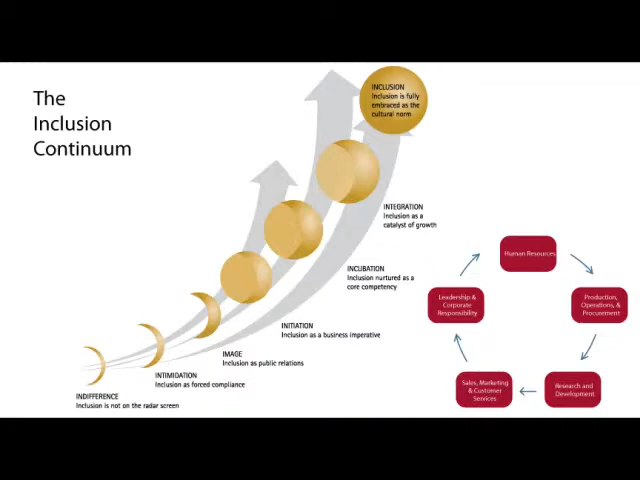 The
Inclusion
Continuum
INCLUSION
Inclusion is fully
embraced as the
cultural norm
INTEGRATION
Inclusion as a
catalyst of growth
INCUBATION
Inclusion nurtured as a
core competency
INITIATION
Inclusion as a business imperative
IMAGE
Inclusion as public relations
INTIMIDATION
Inclusion as forced compliance
INDIFFERENCE
Inclusion is not on the radar screen
Human Resources
Production,
Operations, &
Procurement
Research and
Development
Sales, Marketing
& Customer
Services
Leadership &
Corporate
Responsibility